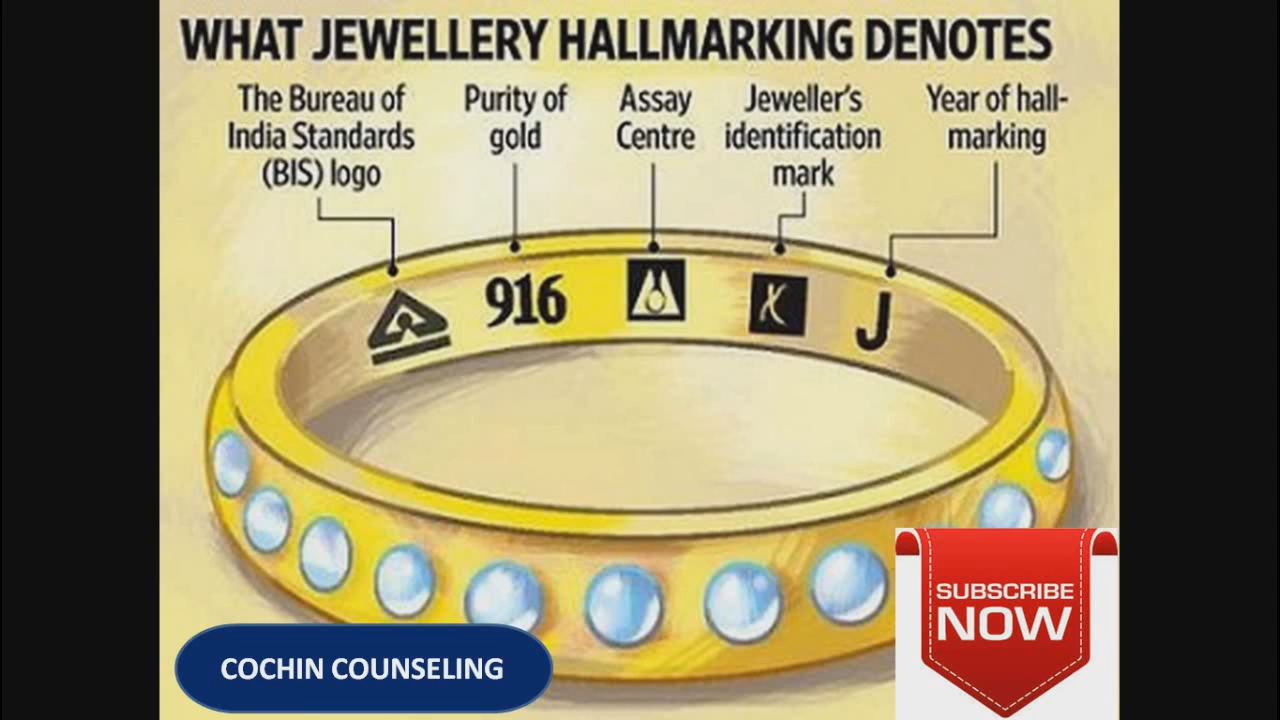 WHAT JEWELLERY HALLMARKING DENOTES
The Bureau of
India Standards
(BIS) logo
Purity of
gold
Assay
Centre
Jeweller's
identification
mark
Year of hall-
marking
916
K
J
SUBSCRIBE
NOW
COCHIN COUNSELING